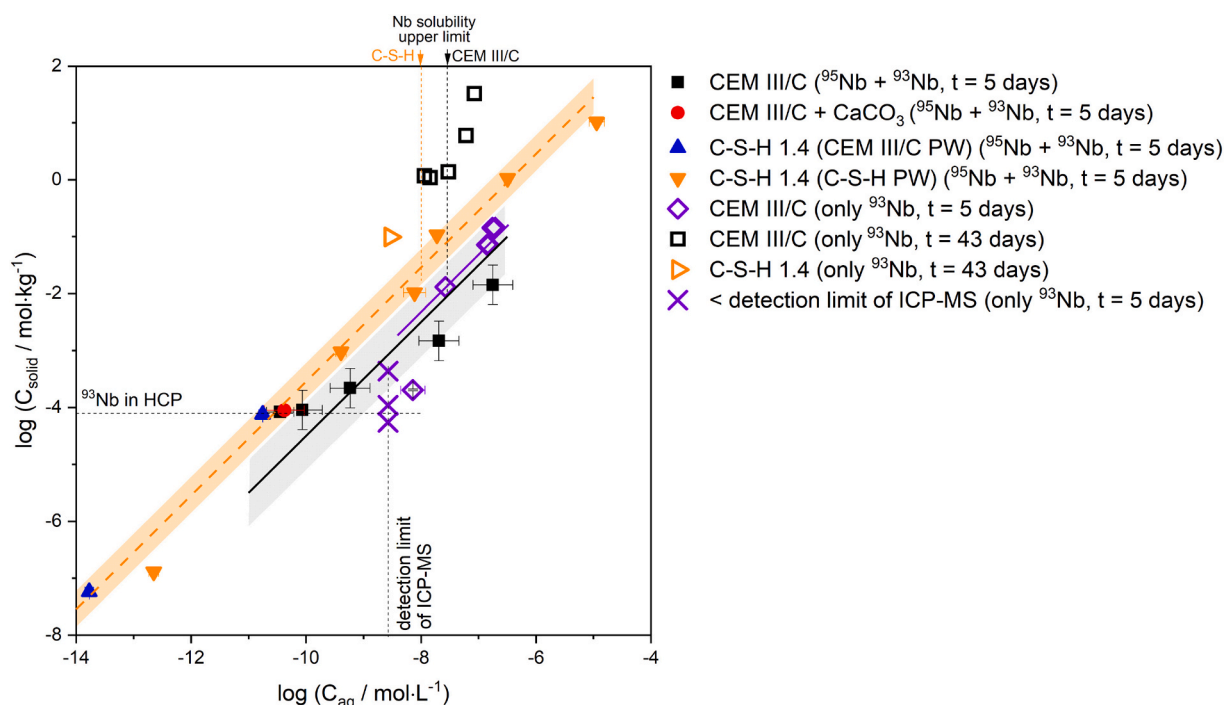 Nb solubility
upper limit
C-S-H
CEM III/C
2
0
-2
-4
-6
-8
-14
-12
-10
-8
-6
-4
log (C_solid / mol·kg⁻¹)
log (C_aq / mol·L⁻¹)
⁹³Nb in HCP
detection limit
of ICP-MS
CEM III/C (⁹⁵Nb + ⁹³Nb, t = 5 days)
CEM III/C + CaCO₃ (⁹⁵Nb + ⁹³Nb, t = 5 days)
C-S-H 1.4 (CEM III/C PW) (⁹⁵Nb + ⁹³Nb, t = 5 days)
C-S-H 1.4 (C-S-H PW) (⁹⁵Nb + ⁹³Nb, t = 5 days)
CEM III/C (only ⁹³Nb, t = 5 days)
CEM III/C (only ⁹³Nb, t = 43 days)
C-S-H 1.4 (only ⁹³Nb, t = 43 days)
< detection limit of ICP-MS (only ⁹³Nb, t = 5 days)